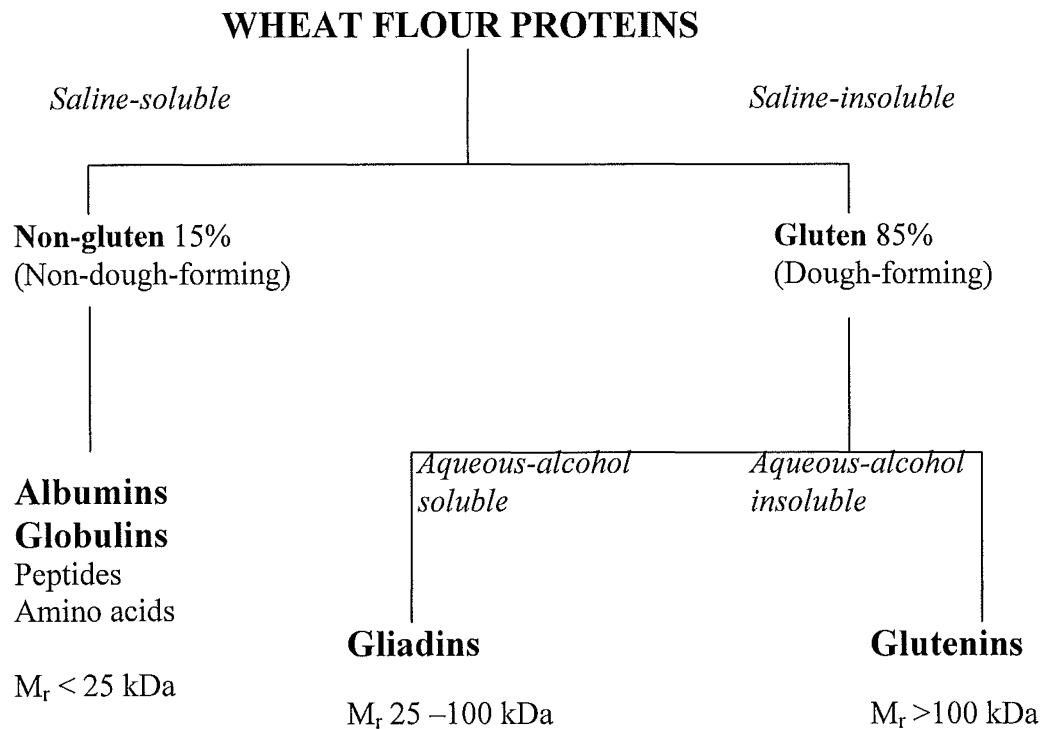 WHEAT FLOUR PROTEINS
Saline-soluble
Saline-insoluble
Non-gluten 15%
(Non-dough-forming)
Gluten 85%
(Dough-forming)
Aqueous-alcohol
soluble
Aqueous-alcohol
insoluble
Albumins
Globulins
Peptides
Amino acids
Mr < 25 kDa
Gliadins
Mr 25 –100 kDa
Glutenins
Mr >100 kDa